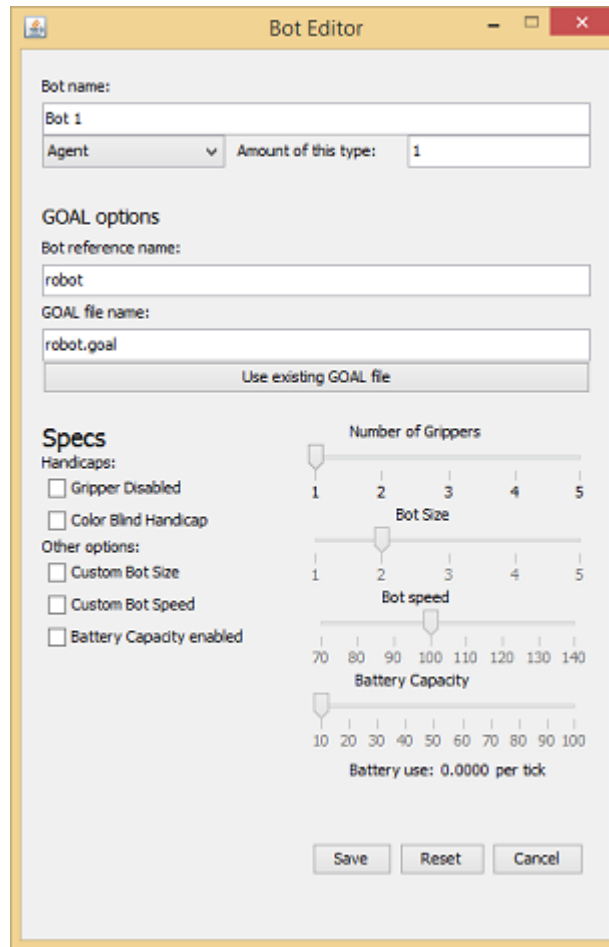 Bot Editor
Bot name:
Bot 1
Agent Amount of this type: 1
GOAL options
Bot reference name:
robot
GOAL file name:
robot.goal
Use existing GOAL file
Specs
Handicaps:
Gripper Disabled
Color Blind Handicap
Other options:
Custom Bot Size
Custom Bot Speed
Battery Capacity enabled
Number of Grippers
1 2 3 4 5
Bot Size
1 2 3 4 5
Bot speed
70 80 90 100 110 120 130 140
Battery Capacity
10 20 30 40 50 60 70 80 90 100
Battery use: 0.0000 per tick
Save Reset Cancel